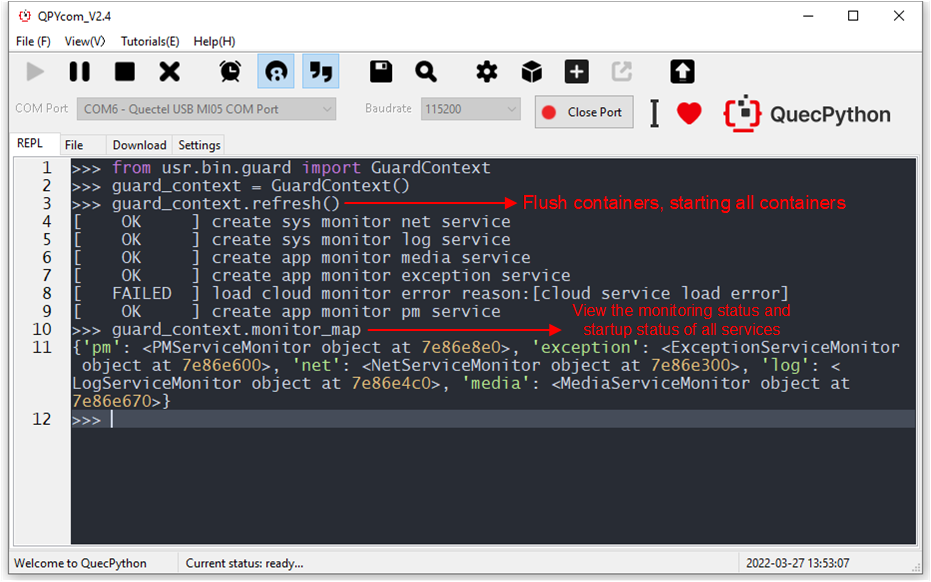 QPYcom_V2.4
File (F) View(V) Tutorials(E) Help(H)
COM Port COM6 - Quectel USB MI05 COM Port Baudrate 115200 Close Port QuecPython
REPL File Download Settings
1 >>> from usr.bin.guard import GuardContext
2 >>> guard_context = GuardContext()
3 >>> guard_context.refresh() Flush containers, starting all containers
4 [ OK ] create sys monitor net service
5 [ OK ] create sys monitor log service
6 [ OK ] create app monitor media service
7 [ OK ] create app monitor exception service
8 [ FAILED ] load cloud monitor error reason:[cloud service load error]
9 [ OK ] create app monitor pm service
10 >>> guard_context.monitor_map View the monitoring status and
startup status of all services
11 {'pm': <PMServiceMonitor object at 7e86e8e0>, 'exception': <ExceptionServiceMonitor
object at 7e86e600>, 'net': <NetServiceMonitor object at 7e86e300>, 'log': <
LogServiceMonitor object at 7e86e4c0>, 'media': <MediaServiceMonitor object at
7e86e670>}
12 >>>
Welcome to QuecPython Current status: ready... 2022-03-27 13:53:07